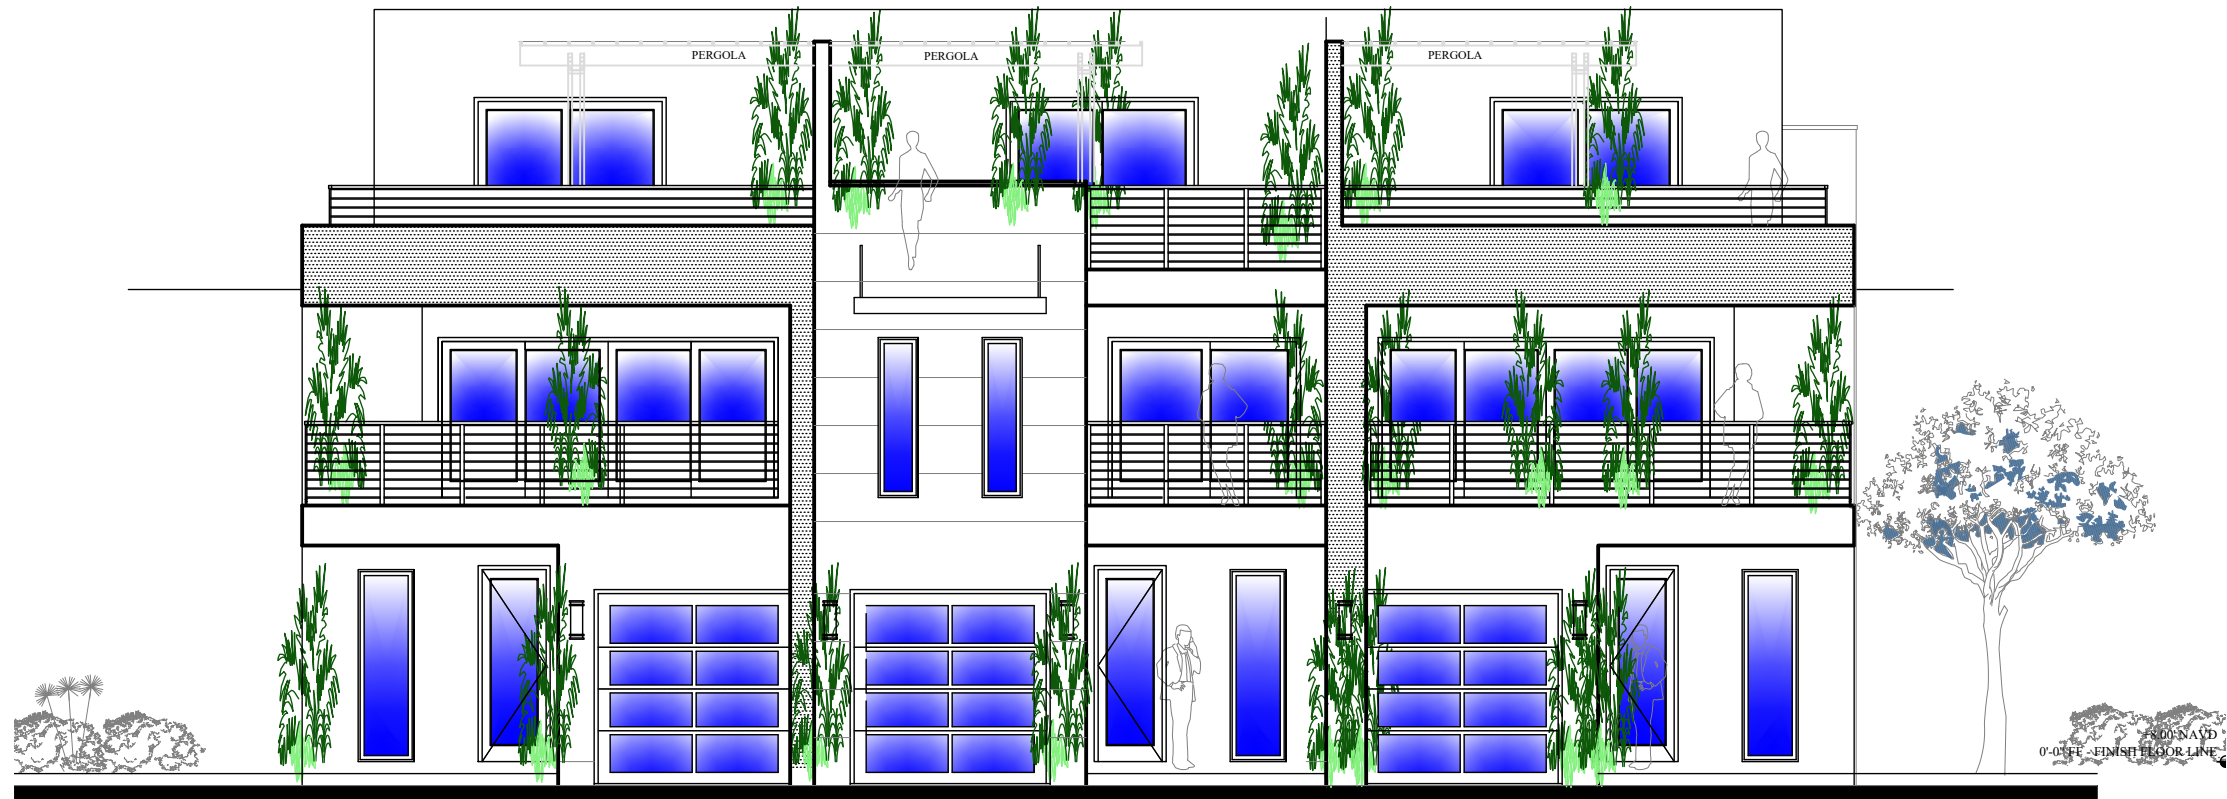 PERGOLA
PERGOLA
PERGOLA
+8.00' NAVD
0'-0" FF - FINISH FLOOR LINE